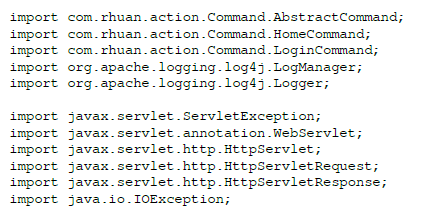 import com.rhuan.action.Command.AbstractCommand;
import com.rhuan.action.Command.HomeCommand;
import com.rhuan.action.Command.LoginCommand;
import org.apache.logging.log4j.LogManager;
import org.apache.logging.log4j.Logger;

import javax.servlet.ServletException;
import javax.servlet.annotation.WebServlet;
import javax.servlet.http.HttpServlet;
import javax.servlet.http.HttpServletRequest;
import javax.servlet.http.HttpServletResponse;
import java.io.IOException;